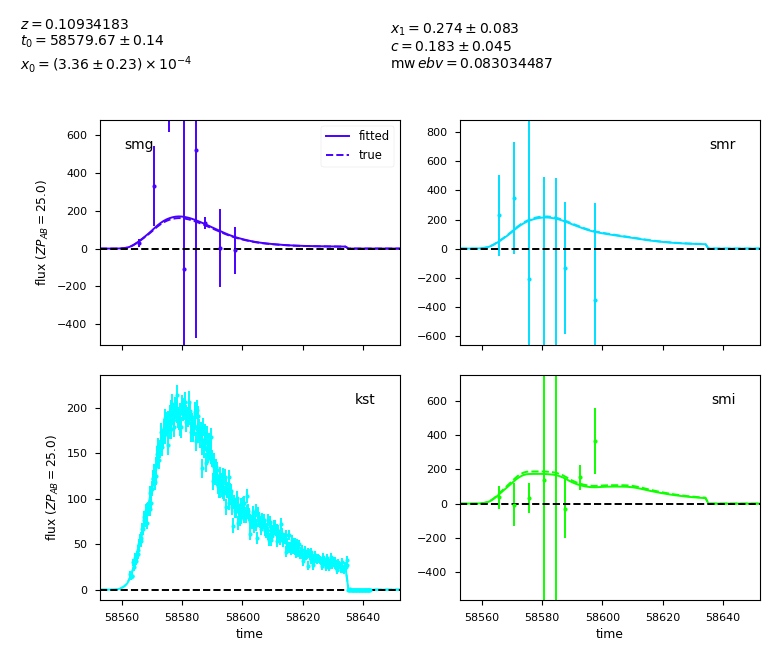 z = 0.10934183
t₀ = 58579.67 ± 0.14
x₀ = (3.36 ± 0.23) × 10⁻⁴
x₁ = 0.274 ± 0.083
c = 0.183 ± 0.045
mw ebv = 0.083034487
smg
fitted
true
600
400
200
0
−200
−400
flux (ZP_AB = 25.0)
smr
800
600
400
200
0
−200
−400
−600
kst
200
150
100
50
0
flux (ZP_AB = 25.0)
58560 58580 58600 58620 58640
time
smi
600
400
200
0
−200
−400
58560 58580 58600 58620 58640
time